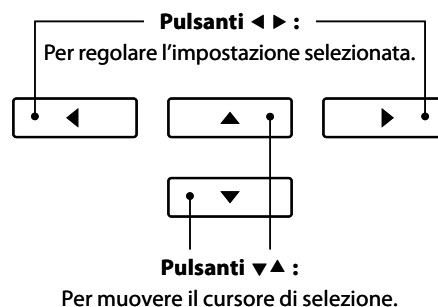 Pulsanti ◀ ▶ :
Per regolare l'impostazione selezionata.
Pulsanti ▼▲ :
Per muovere il cursore di selezione.